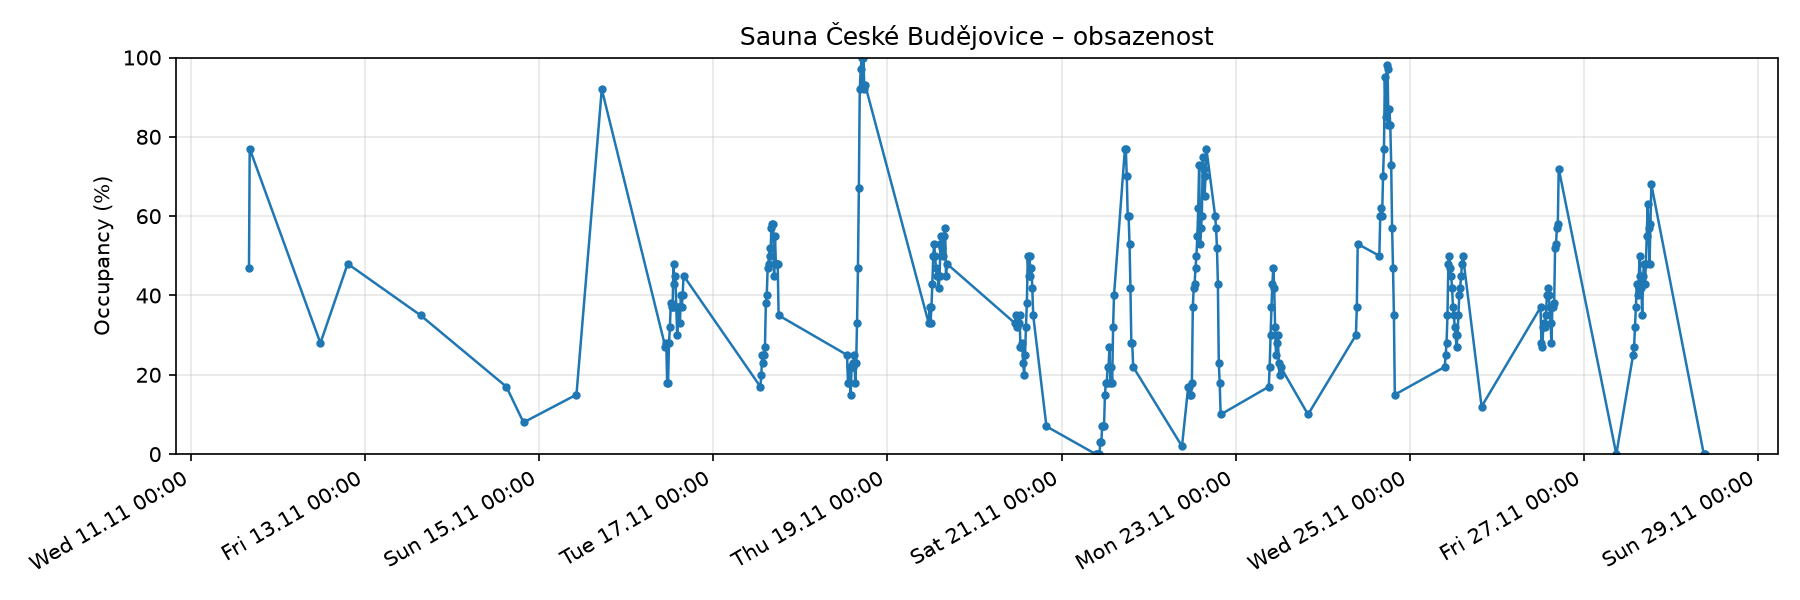 Sauna České Budějovice – obsazenost
Occupancy (%)
100
80
60
40
20
0
Wed 11.11 00:00
Fri 13.11 00:00
Sun 15.11 00:00
Tue 17.11 00:00
Thu 19.11 00:00
Sat 21.11 00:00
Mon 23.11 00:00
Wed 25.11 00:00
Fri 27.11 00:00
Sun 29.11 00:00